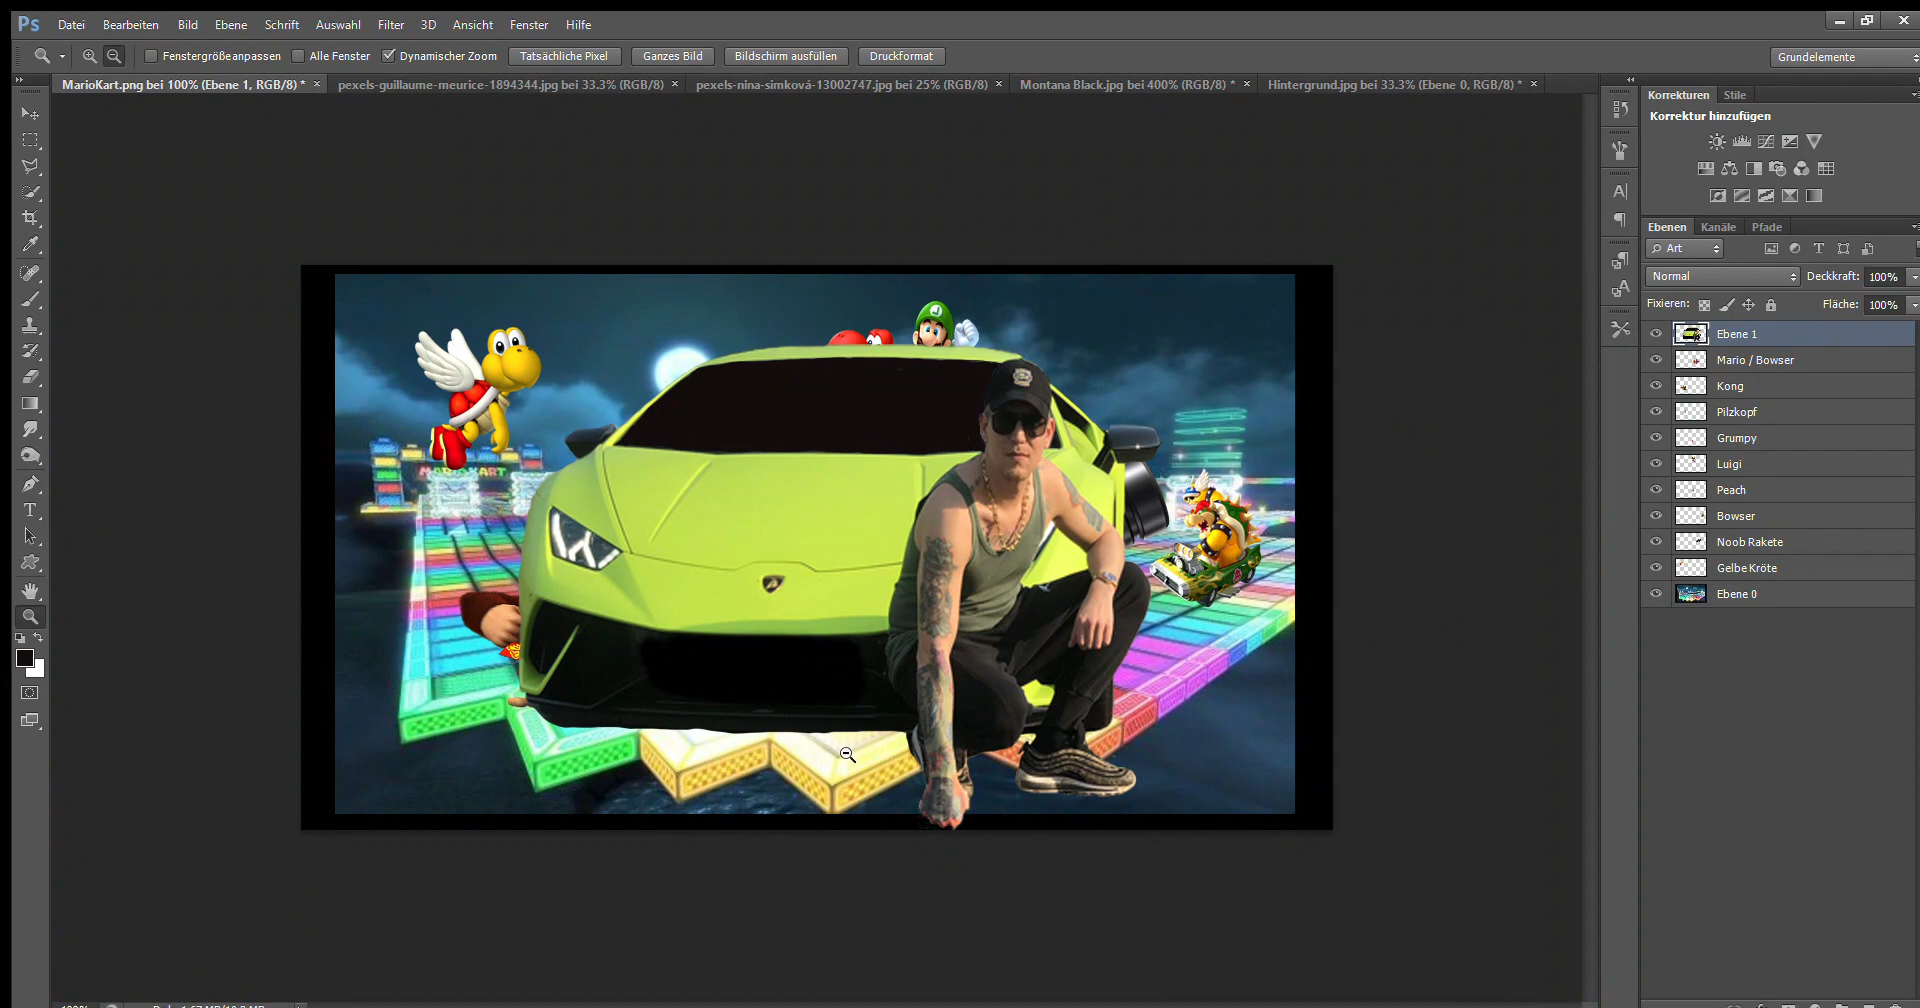 Ps Datei Bearbeiten Bild Ebene Schrift Auswahl Filter 3D Ansicht Fenster Hilfe
Fenstergrößeanpassen Alle Fenster Dynamischer Zoom Tatsächliche Pixel Ganzes Bild Bildschirm ausfüllen Druckformat Grundelemente
MarioKart.png bei 100% (Ebene 1, RGB/8) * × pexels-guillaume-meurice-1894344.jpg bei 33.3% (RGB/8) × pexels-nina-simková-13002747.jpg bei 25% (RGB/8) × Montana Black.jpg bei 400% (RGB/8) * × Hintergrund.jpg bei 33.3% (Ebene 0, RGB/8) * ×
Korrekturen Stile
Korrektur hinzufügen
Ebenen Kanäle Pfade
Art
Normal Deckkraft: 100%
Fixieren: Fläche: 100%
Ebene 1
Mario / Bowser
Kong
Pilzkopf
Grumpy
Luigi
Peach
Bowser
Noob Rakete
Gelbe Kröte
Ebene 0
MARIO KART